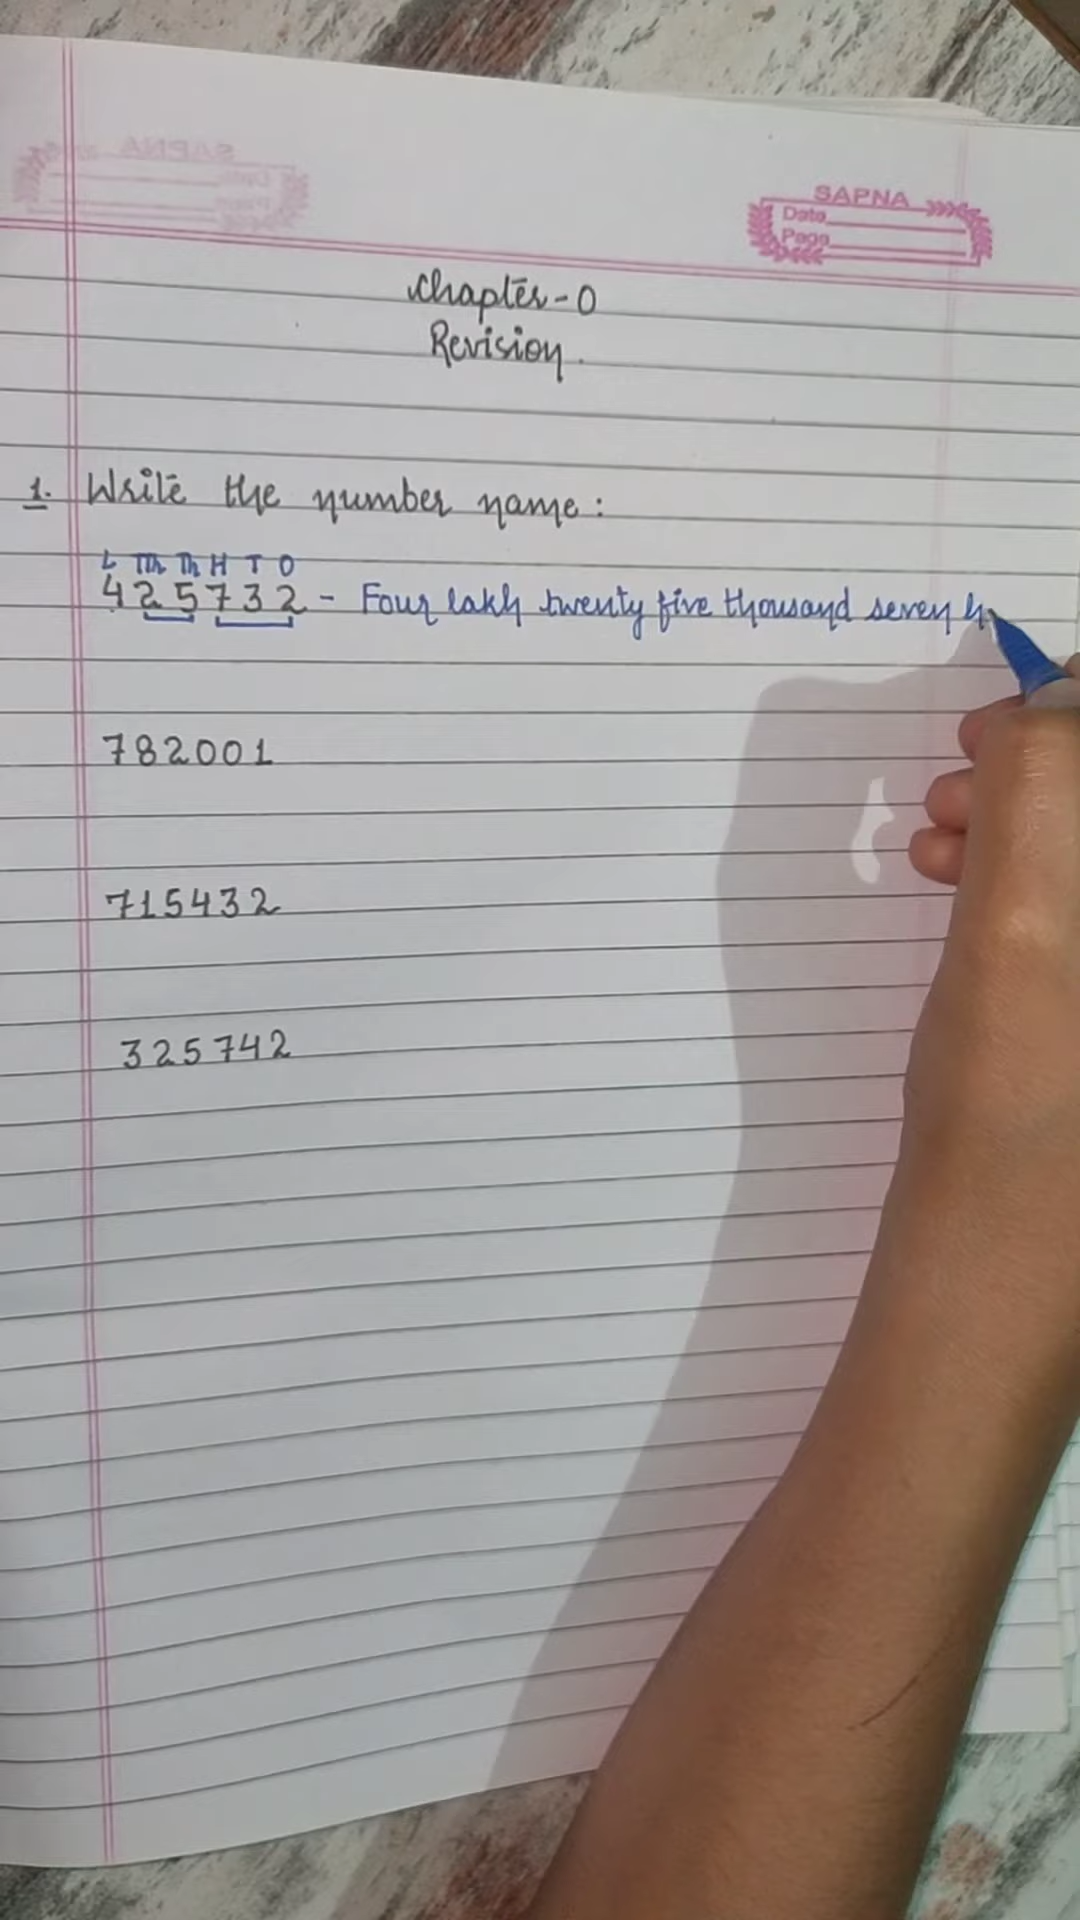 SAPNA
Date
Page
Chapter-0
Revision.
1. Write the number name:
L TTh Th H T O
425732 - Four lakh twenty five thousand seven h
782001
715432
325742